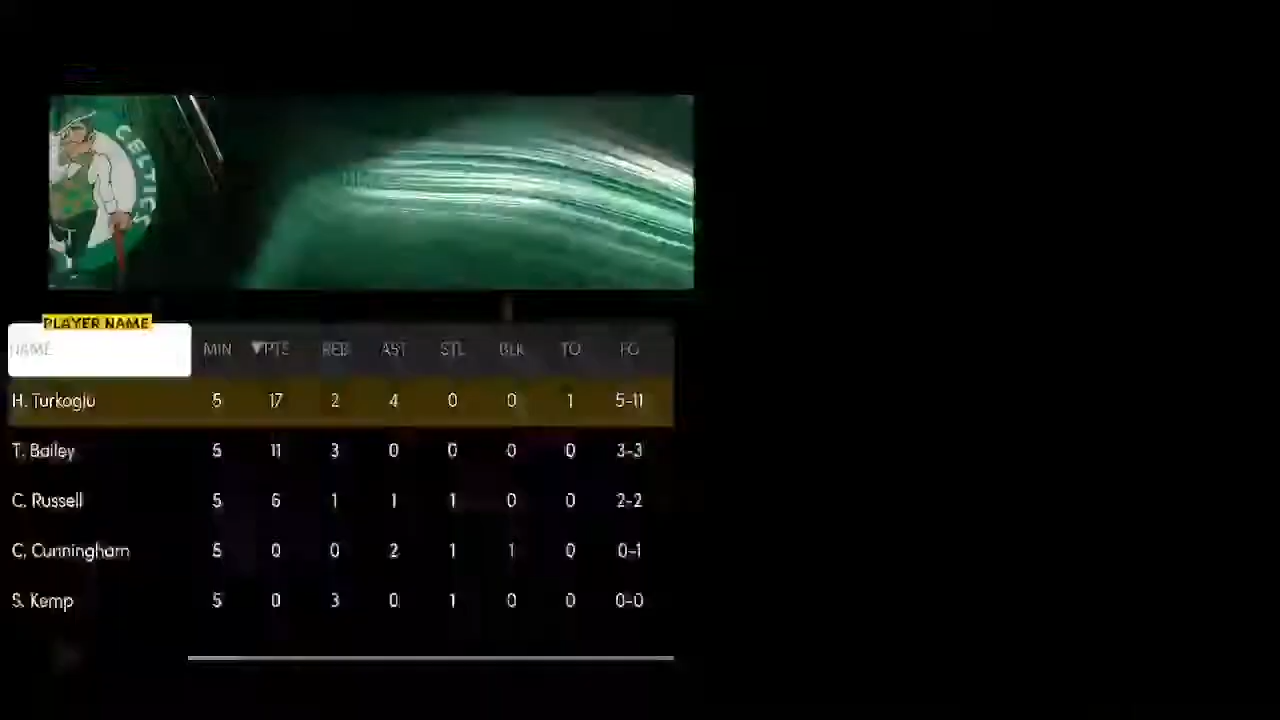 CELTICS
PLAYER NAME
NAME MIN ▼PTS REB AST STL BLK TO FG
H. Turkoglu 5 17 2 4 0 0 1 5-11
T. Bailey 5 11 3 0 0 0 0 3-3
C. Russell 5 6 1 1 1 0 0 2-2
C. Cunningham 5 0 0 2 1 1 0 0-1
S. Kemp 5 0 3 0 1 0 0 0-0